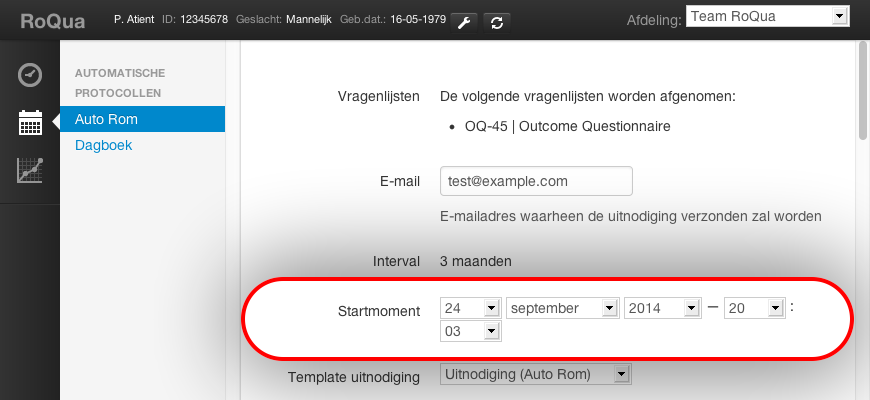 RoQua P. Atient ID: 12345678 Geslacht: Mannelijk Geb.dat.: 16-05-1979 Afdeling: Team RoQua
AUTOMATISCHE
PROTOCOLLEN
Auto Rom
Dagboek
Vragenlijsten De volgende vragenlijsten worden afgenomen:
• OQ-45 | Outcome Questionnaire
E-mail test@example.com
E-mailadres waarheen de uitnodiging verzonden zal worden
Interval 3 maanden
Startmoment 24 september 2014 — 20 :
03
Template uitnodiging Uitnodiging (Auto Rom)